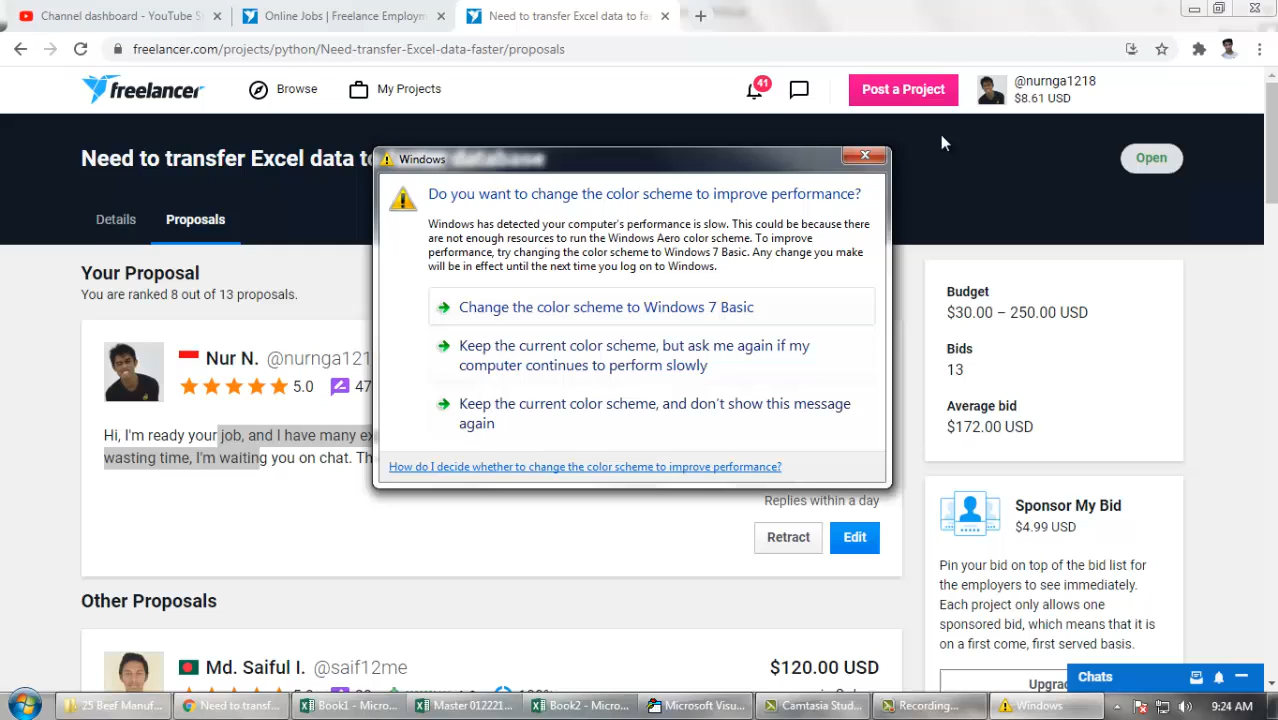 Channel dashboard - YouTube S
Online Jobs | Freelance Employm
Need to transfer Excel data to fa
freelancer.com/projects/python/Need-transfer-Excel-data-faster/proposals
freelancer
Browse
My Projects
41
Post a Project
@nurnga1218
$8.61 USD
Need to transfer Excel data to
database
Open
Details
Proposals
Windows
Do you want to change the color scheme to improve performance?
Windows has detected your computer's performance is slow. This could be because there
are not enough resources to run the Windows Aero color scheme. To improve
performance, try changing the color scheme to Windows 7 Basic. Any change you make
will be in effect until the next time you log on to Windows.
Change the color scheme to Windows 7 Basic
Keep the current color scheme, but ask me again if my
computer continues to perform slowly
Keep the current color scheme, and don't show this message
again
How do I decide whether to change the color scheme to improve performance?
Your Proposal
You are ranked 8 out of 13 proposals.
Nur N. @nurnga121
5.0
47
Hi, I'm ready your job, and I have many ex
wasting time, I'm waiting you on chat. Th
Replies within a day
Retract
Edit
Budget
$30.00 – 250.00 USD
Bids
13
Average bid
$172.00 USD
Sponsor My Bid
$4.99 USD
Pin your bid on top of the bid list for
the employers to see immediately.
Each project only allows one
sponsored bid, which means that it is
on a first come, first served basis.
Upgra
Other Proposals
Md. Saiful I. @saif12me
$120.00 USD
Chats
25 Beef Manuf...
Need to transf...
Book1 - Micro...
Master 012221...
Book2 - Micro...
Microsoft Visu...
Camtasia Stud...
Recording...
Windows
9:24 AM